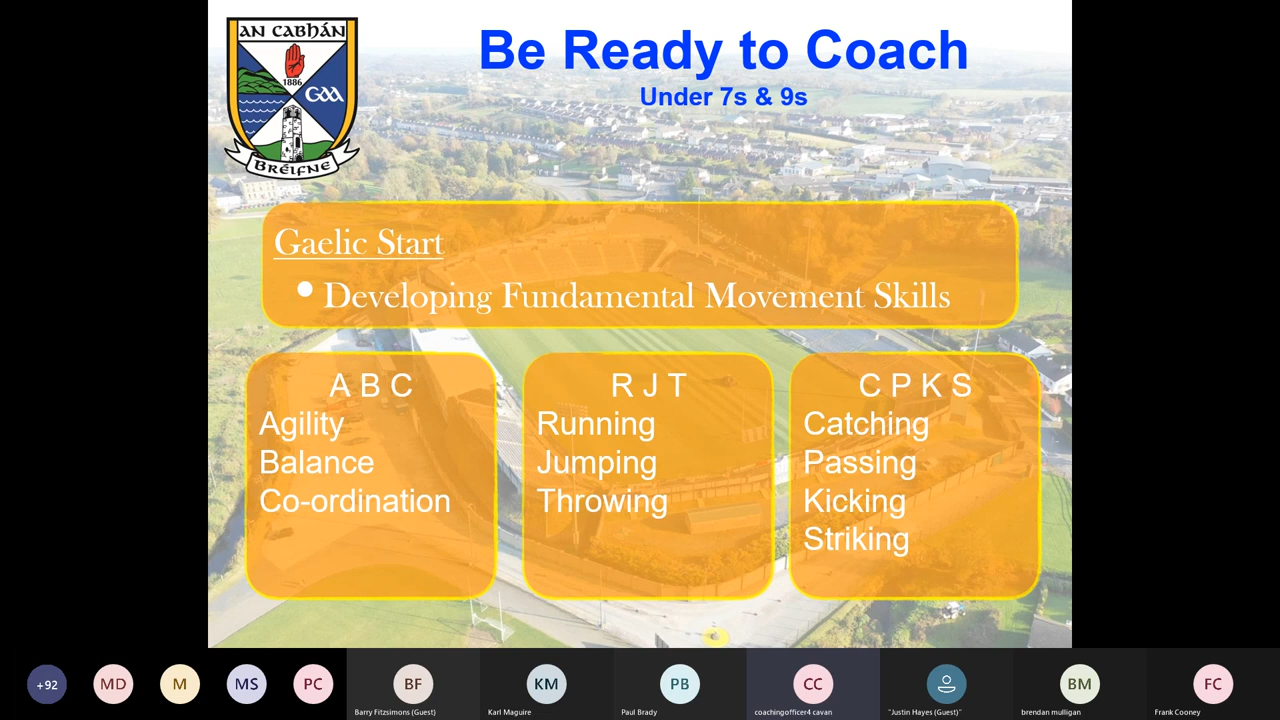 AN CABHÁN
1886
GAA
BRÉIFNE
Be Ready to Coach
Under 7s & 9s
Gaelic Start
• Developing Fundamental Movement Skills
A B C
Agility
Balance
Co-ordination
R J T
Running
Jumping
Throwing
C P K S
Catching
Passing
Kicking
Striking
+92
MD
M
MS
PC
BF
Barry Fitzsimons (Guest)
KM
Karl Maguire
PB
Paul Brady
CC
coachingofficer4 cavan
"Justin Hayes (Guest)"
BM
brendan mulligan
FC
Frank Cooney